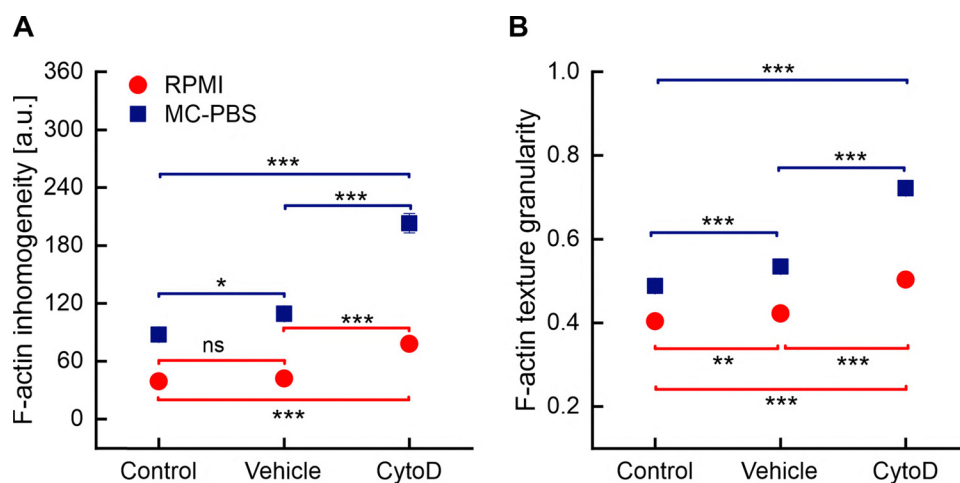 A
F-actin inhomogeneity [a.u.]
360
300
240
180
120
60
0
RPMI
MC-PBS
***
***
*
***
ns
***
Control Vehicle CytoD
B
F-actin texture granularity
1.0
0.8
0.6
0.4
0.2
***
***
***
** ***
***
Control Vehicle CytoD